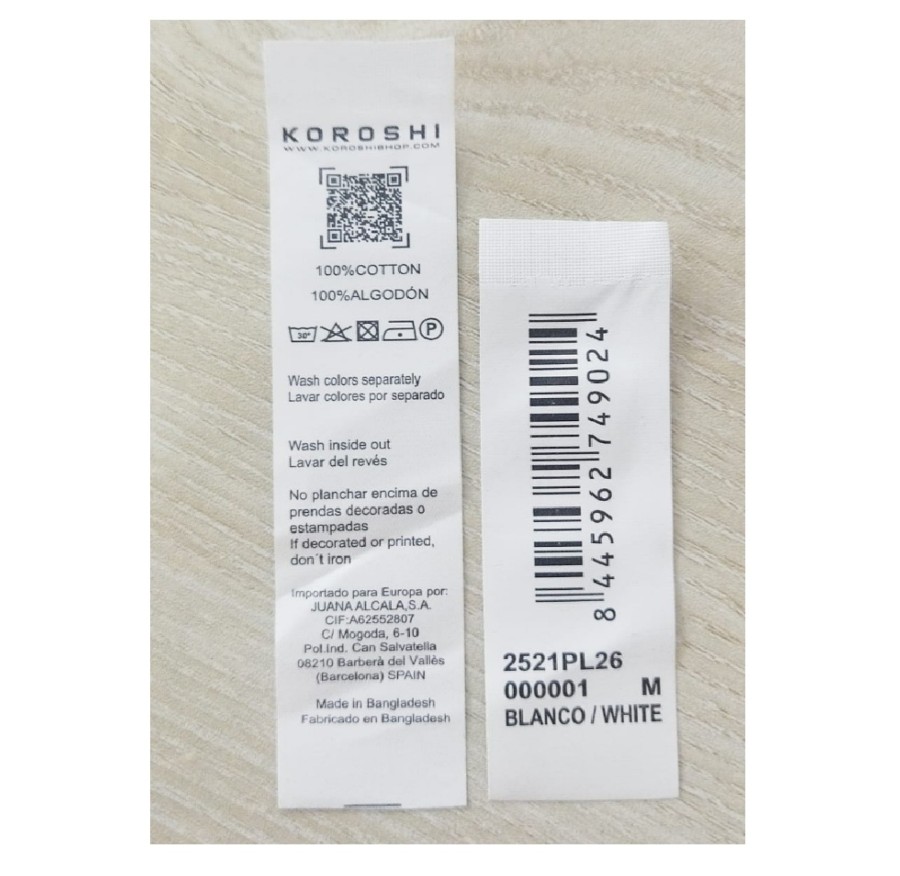 KOROSHI
WWW.KOROSHISHOP.COM
100%COTTON
100%ALGODÓN
30°
P
Wash colors separately
Lavar colores por separado
Wash inside out
Lavar del revés
No planchar encima de
prendas decoradas o
estampadas
If decorated or printed,
don´t iron
Importado para Europa por:
JUANA ALCALA,S.A.
CIF:A62552807
C/ Mogoda, 6-10
Pol.Ind. Can Salvatella
08210 Barberà del Vallès
(Barcelona) SPAIN
Made in Bangladesh
Fabricado en Bangladesh
8 445962 749024
2521PL26
000001 M
BLANCO / WHITE